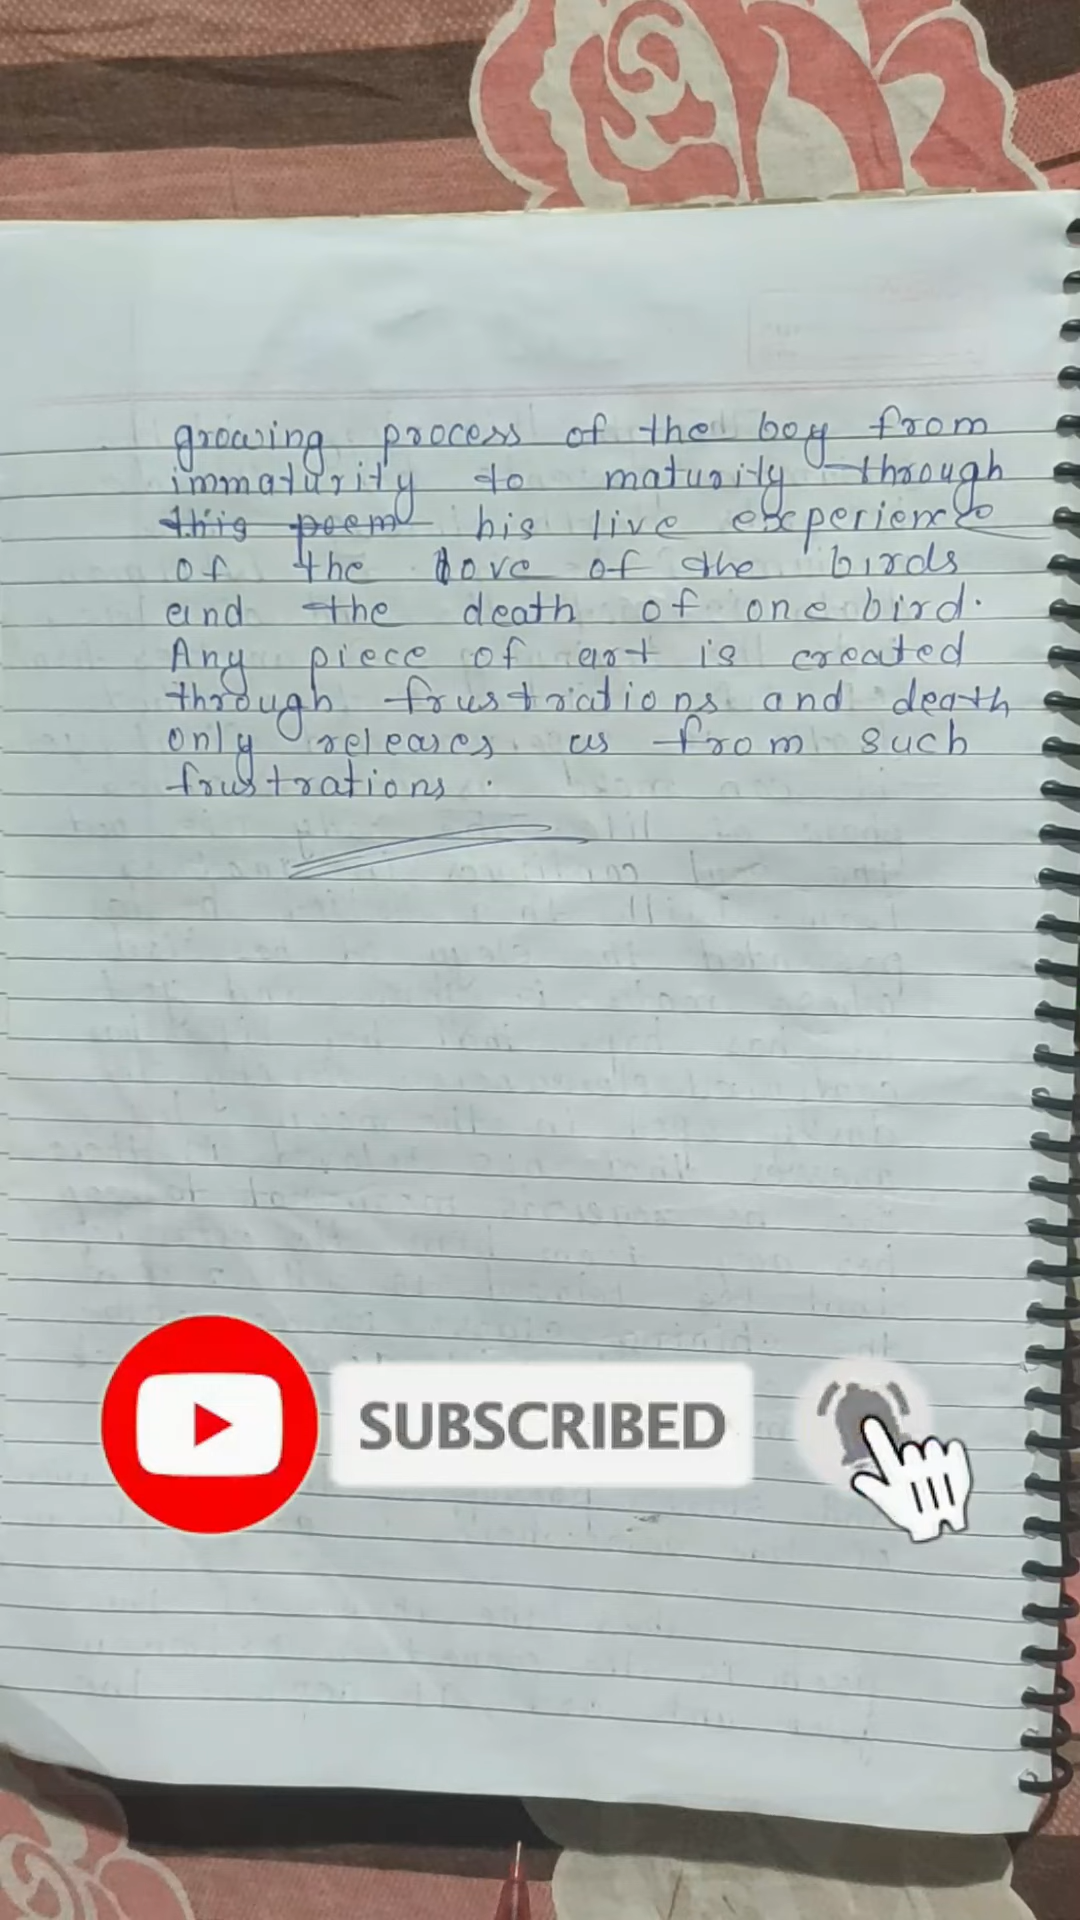 growing process of the boy from
immaturity to maturity through
this poem his live experience
of the love of the birds
and the death of one bird.
Any piece of art is created
through frustrations and death
only releases us from such
frustrations.
SUBSCRIBED